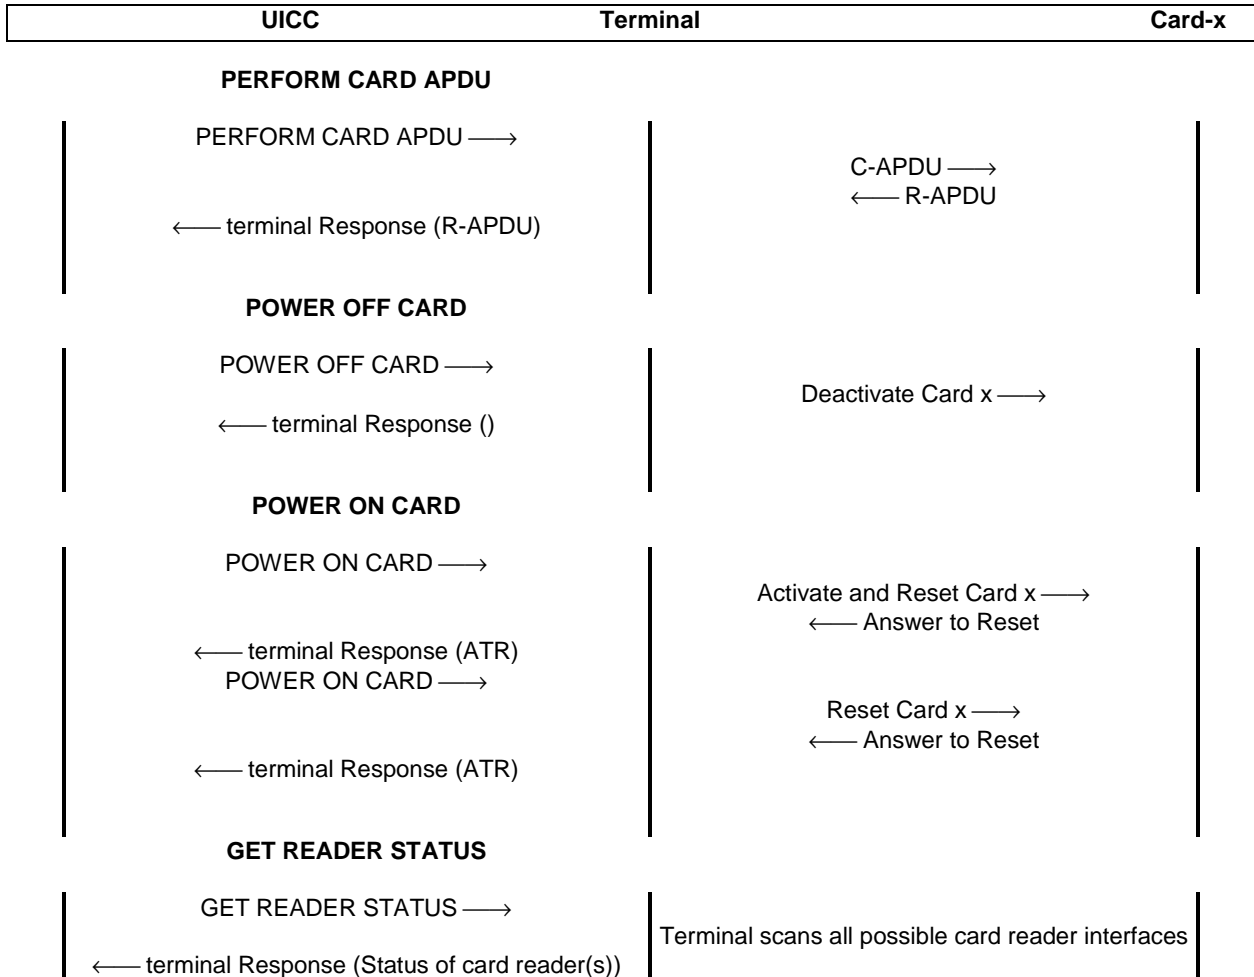 UICC Terminal Card-x
PERFORM CARD APDU
PERFORM CARD APDU ⟶
C-APDU ⟶
⟵ R-APDU
⟵ terminal Response (R-APDU)
POWER OFF CARD
POWER OFF CARD ⟶
Deactivate Card x ⟶
⟵ terminal Response ()
POWER ON CARD
POWER ON CARD ⟶
Activate and Reset Card x ⟶
⟵ Answer to Reset
⟵ terminal Response (ATR)
POWER ON CARD ⟶
Reset Card x ⟶
⟵ Answer to Reset
⟵ terminal Response (ATR)
GET READER STATUS
GET READER STATUS ⟶
Terminal scans all possible card reader interfaces
⟵ terminal Response (Status of card reader(s))